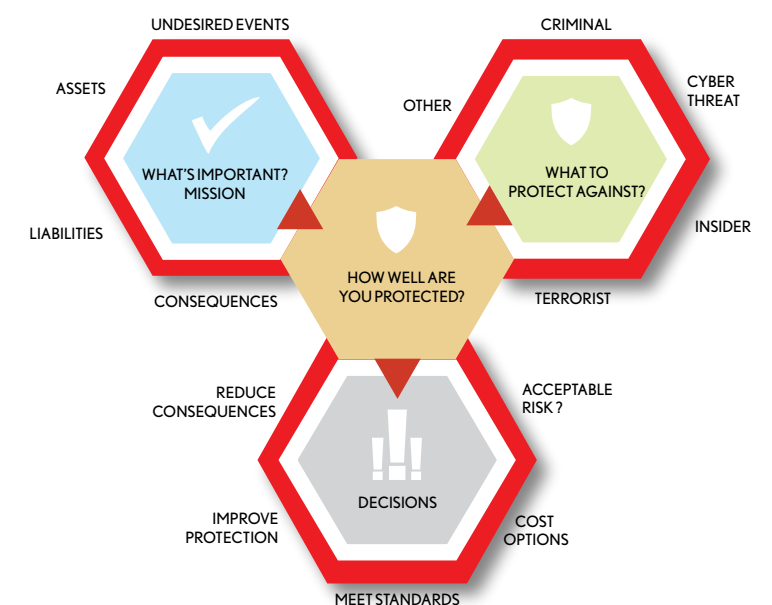 UNDESIRED EVENTS
ASSETS
WHAT'S IMPORTANT?
MISSION
LIABILITIES
CONSEQUENCES
CRIMINAL
CYBER
THREAT
OTHER
WHAT TO
PROTECT AGAINST?
INSIDER
TERRORIST
HOW WELL ARE
YOU PROTECTED?
REDUCE
CONSEQUENCES
ACCEPTABLE
RISK ?
DECISIONS
IMPROVE
PROTECTION
COST
OPTIONS
MEET STANDARDS